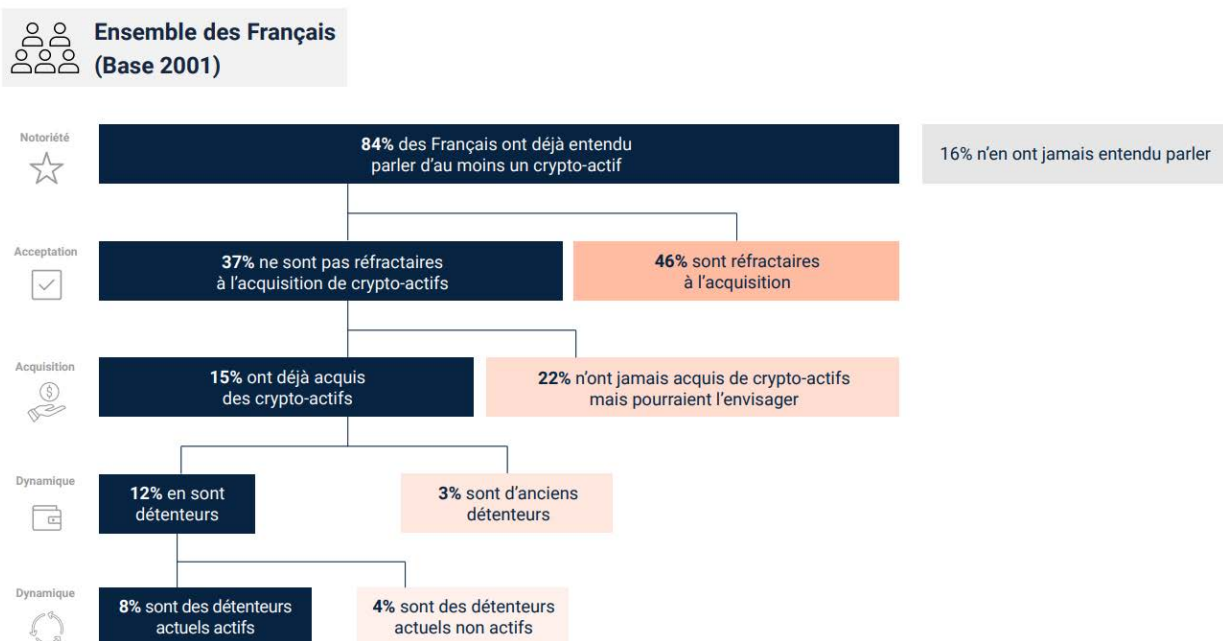 Ensemble des Français
(Base 2001)
Notoriété
84% des Français ont déjà entendu
parler d'au moins un crypto-actif
16% n'en ont jamais entendu parler
Acceptation
37% ne sont pas réfractaires
à l'acquisition de crypto-actifs
46% sont réfractaires
à l'acquisition
Acquisition
$
15% ont déjà acquis
des crypto-actifs
22% n'ont jamais acquis de crypto-actifs
mais pourraient l'envisager
Dynamique
12% en sont
détenteurs
3% sont d'anciens
détenteurs
Dynamique
8% sont des détenteurs
actuels actifs
4% sont des détenteurs
actuels non actifs